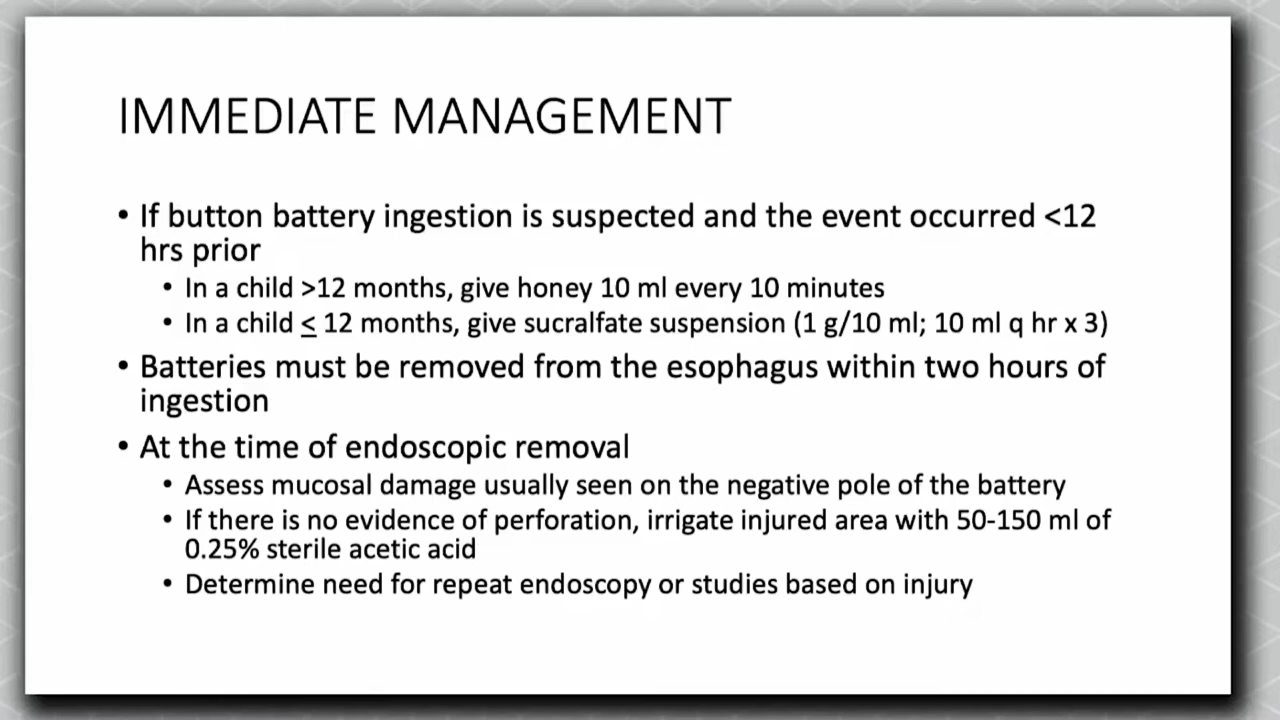 IMMEDIATE MANAGEMENT
• If button battery ingestion is suspected and the event occurred <12
hrs prior
• In a child >12 months, give honey 10 ml every 10 minutes
• In a child ≤ 12 months, give sucralfate suspension (1 g/10 ml; 10 ml q hr x 3)
• Batteries must be removed from the esophagus within two hours of
ingestion
• At the time of endoscopic removal
• Assess mucosal damage usually seen on the negative pole of the battery
• If there is no evidence of perforation, irrigate injured area with 50-150 ml of
0.25% sterile acetic acid
• Determine need for repeat endoscopy or studies based on injury